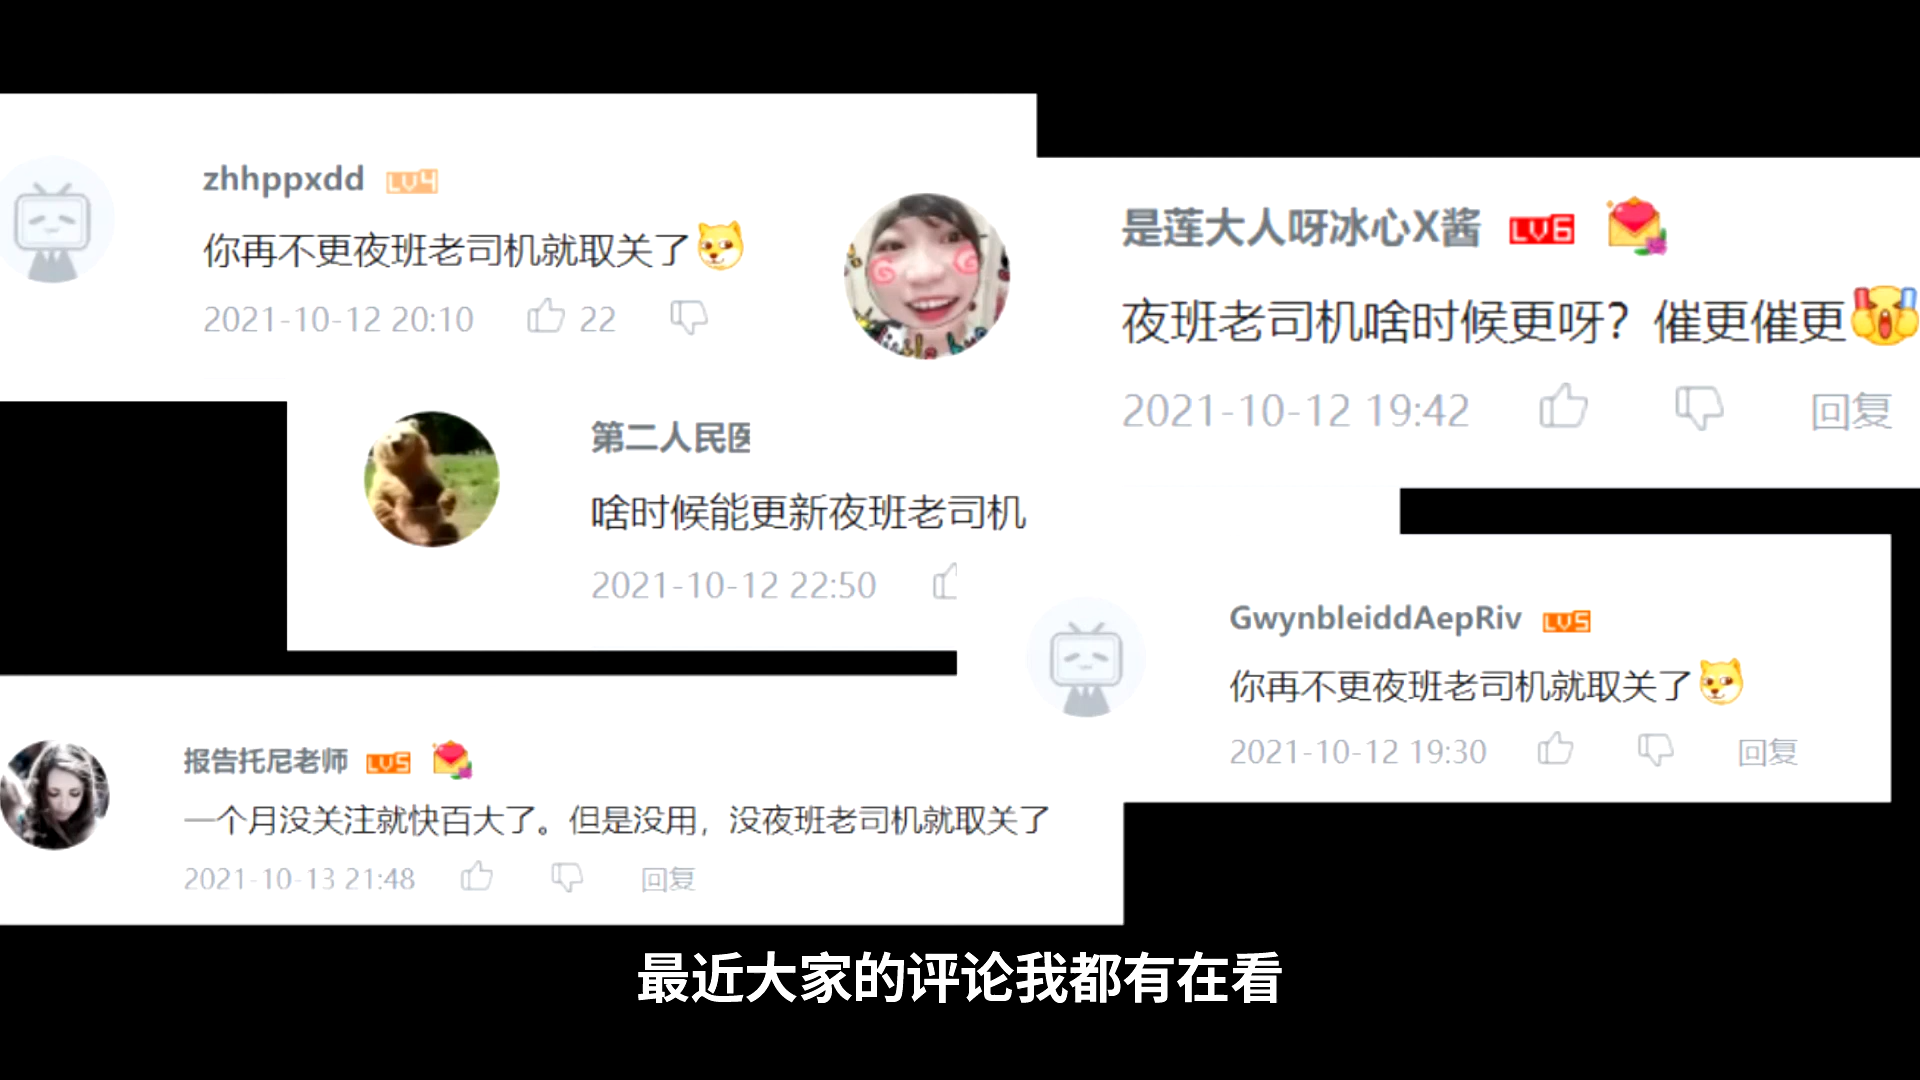 zhhppxdd LV4
你再不更夜班老司机就取关了
2021-10-12 20:10 22
是莲大人呀冰心X酱 LV6
夜班老司机啥时候更呀？催更催更
2021-10-12 19:42 回复
第二人民医
啥时候能更新夜班老司机
2021-10-12 22:50
GwynbleiddAepRiv LV5
你再不更夜班老司机就取关了
2021-10-12 19:30 回复
报告托尼老师 LV5
一个月没关注就快百大了。但是没用，没夜班老司机就取关了
2021-10-13 21:48 回复
最近大家的评论我都有在看